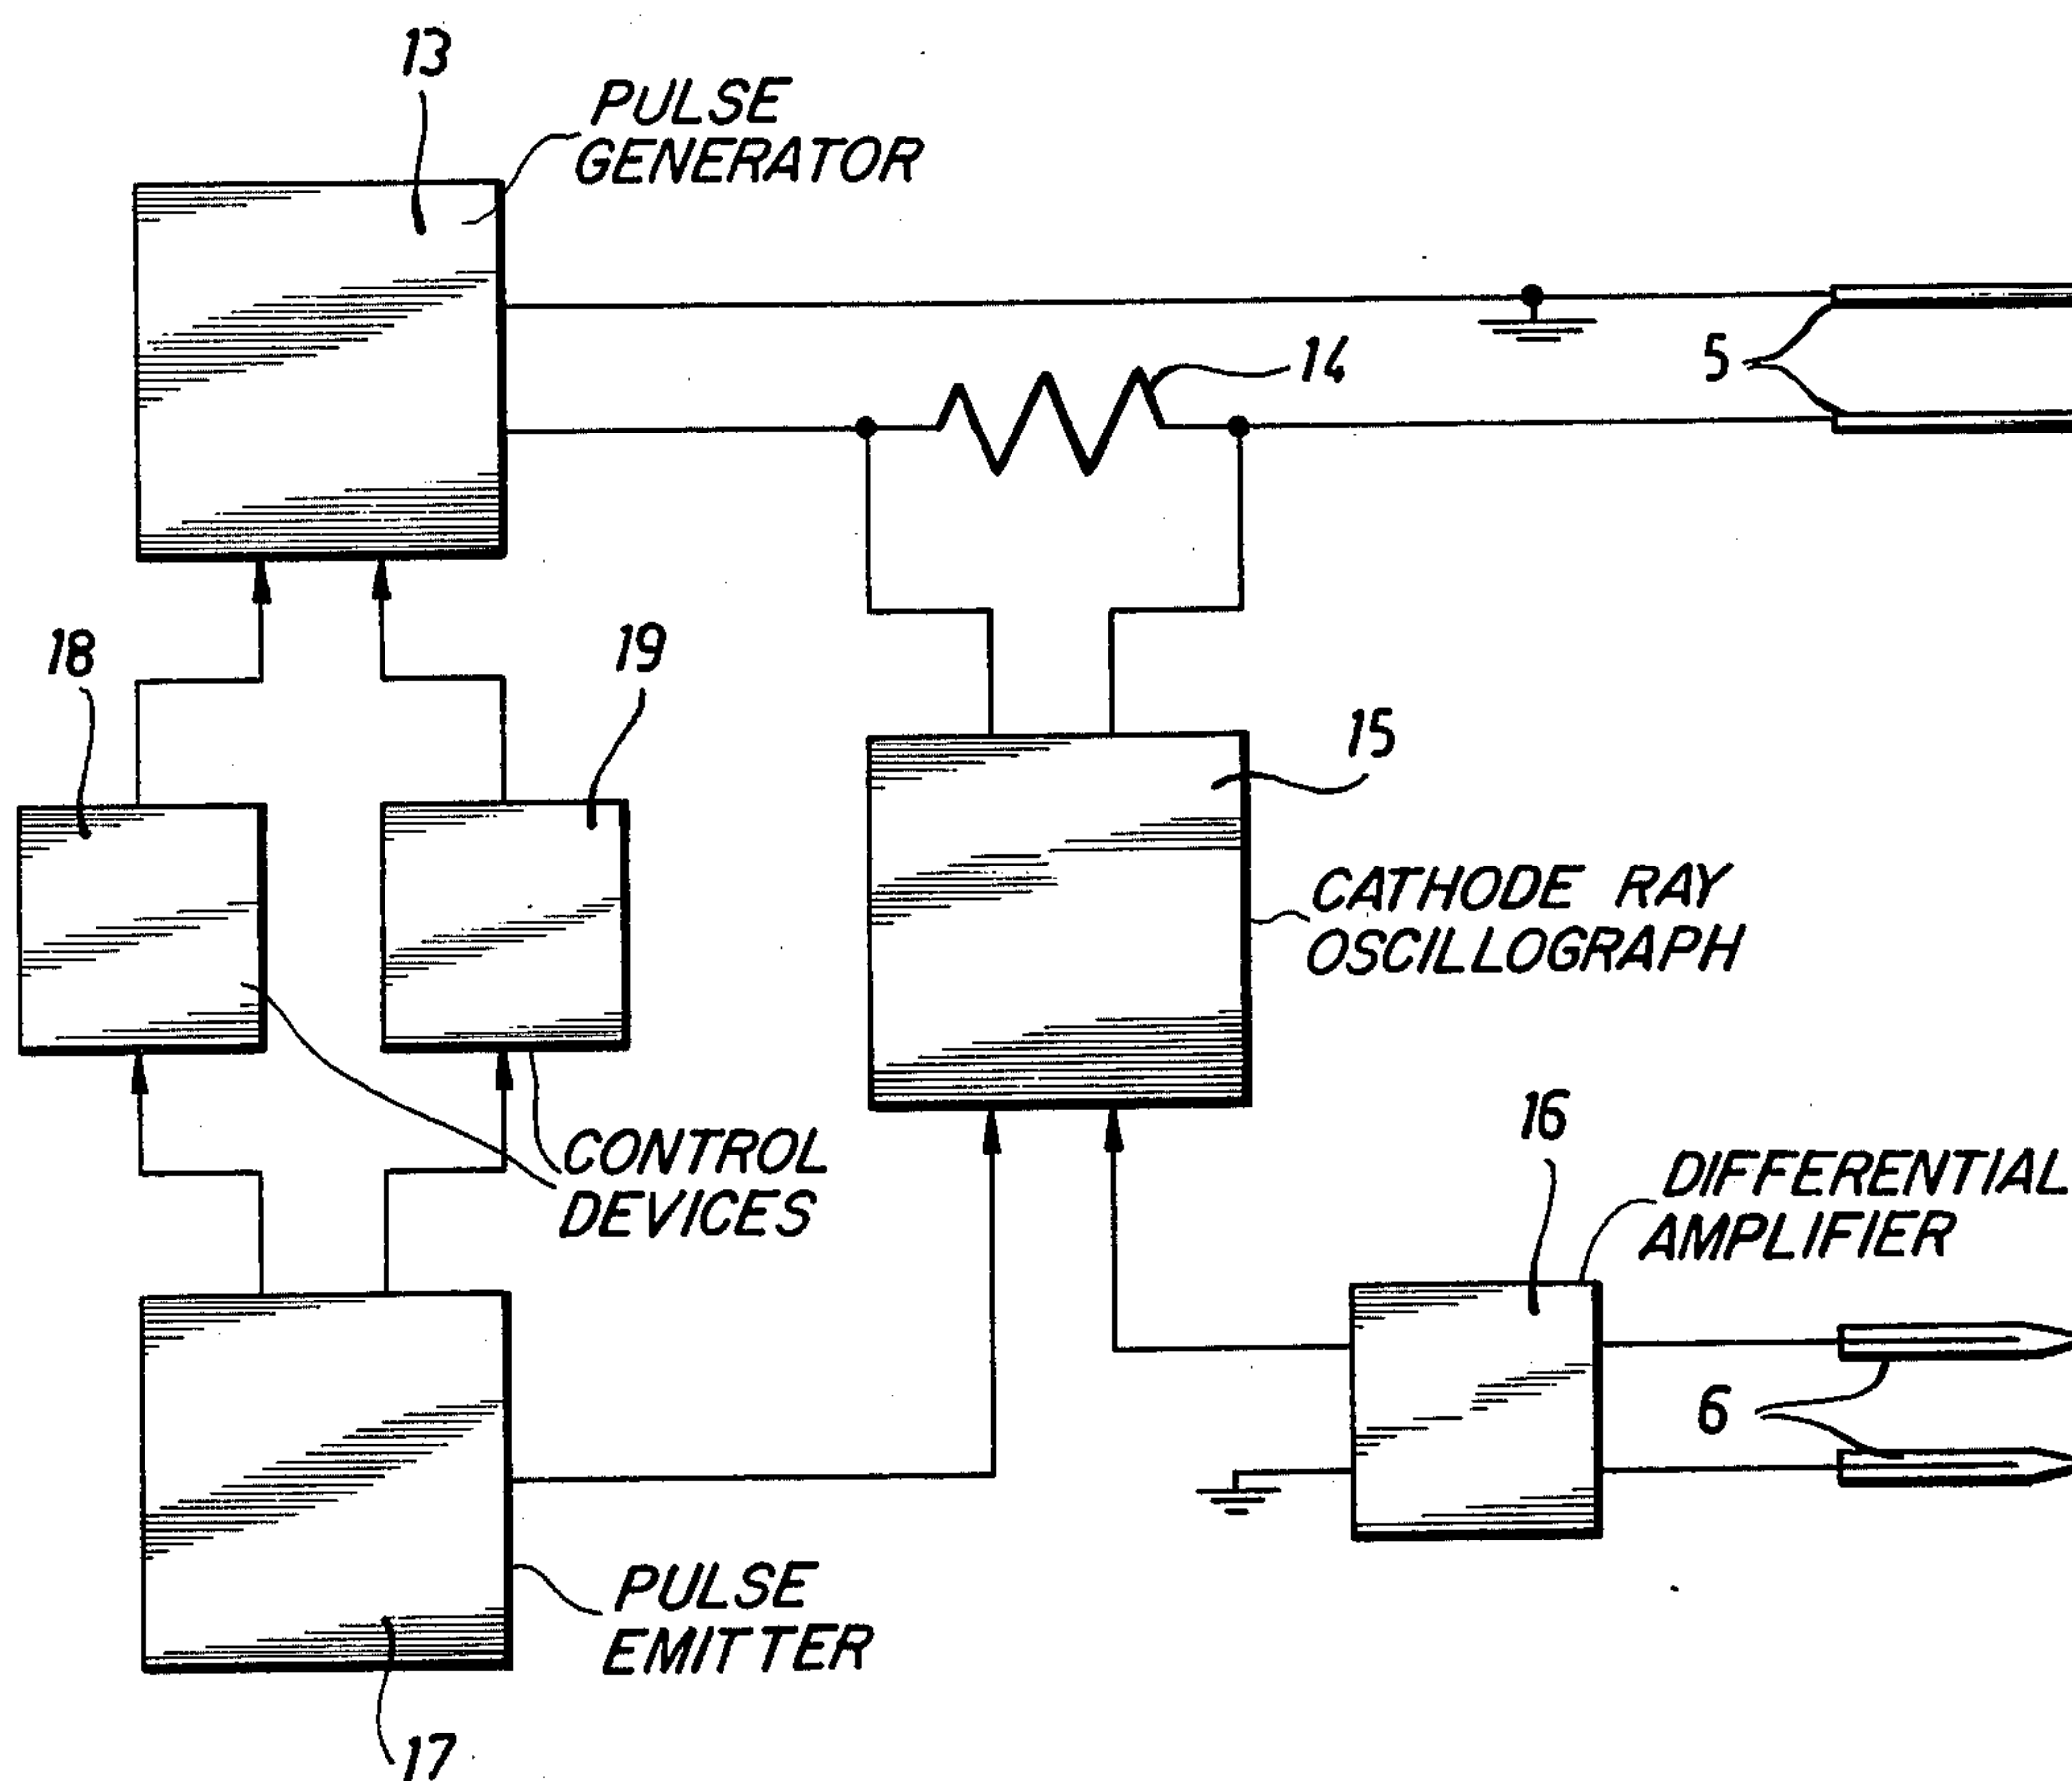 13
PULSE
GENERATOR
14
5
18
19
15
CATHODE RAY
OSCILLOGRAPH
16
CONTROL
DEVICES
DIFFERENTIAL
AMPLIFIER
6
PULSE
EMITTER
17